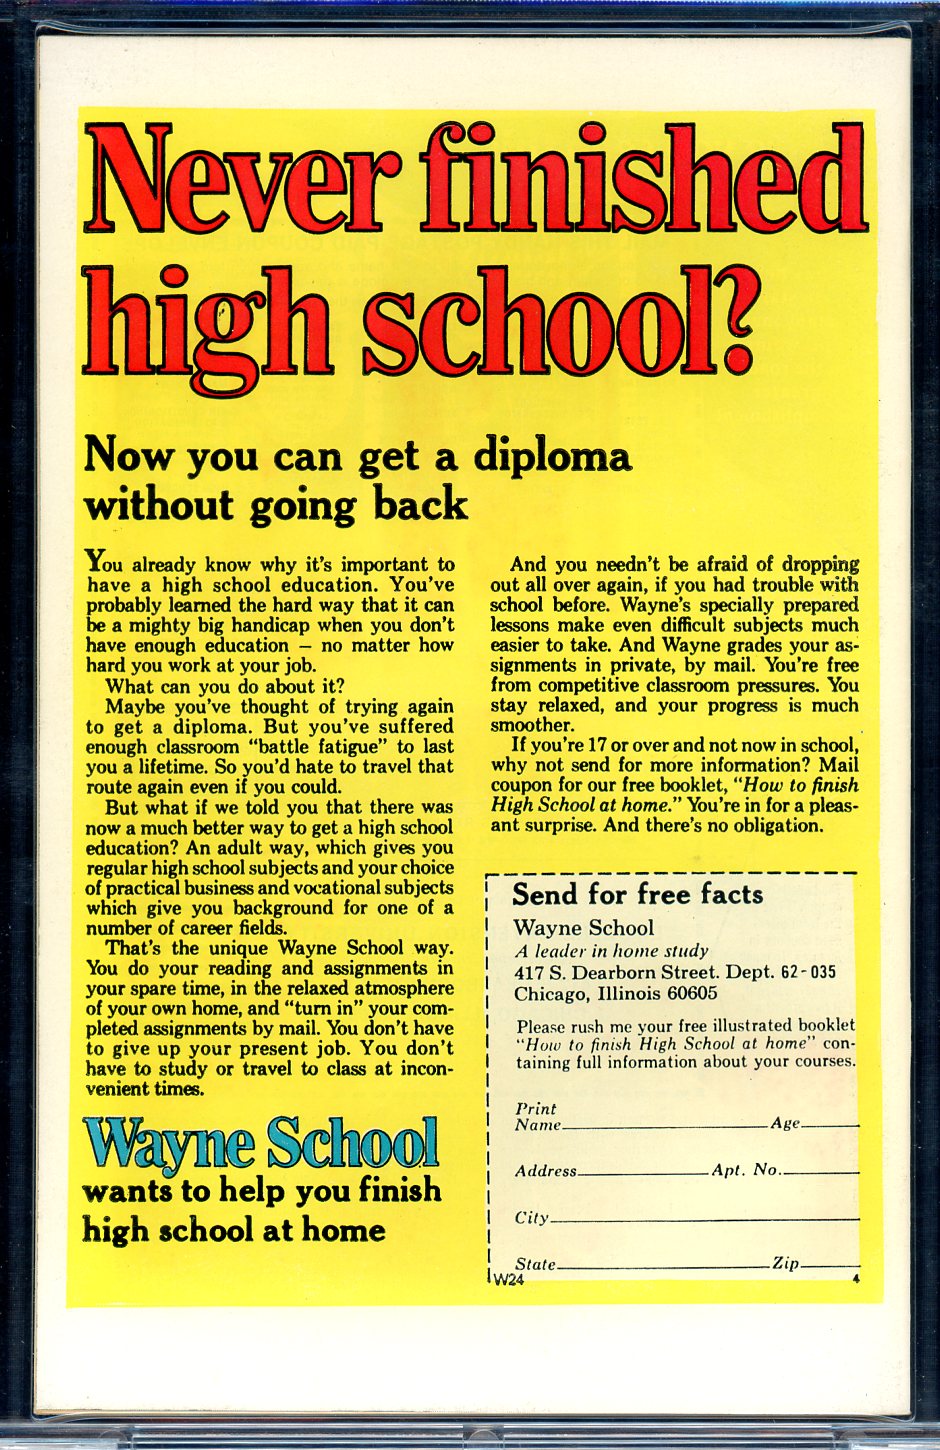 Never finished
high school?
Now you can get a diploma
without going back
You already know why it's important to
have a high school education. You've
probably learned the hard way that it can
be a mighty big handicap when you don't
have enough education — no matter how
hard you work at your job.
What can you do about it?
Maybe you've thought of trying again
to get a diploma. But you've suffered
enough classroom "battle fatigue" to last
you a lifetime. So you'd hate to travel that
route again even if you could.
But what if we told you that there was
now a much better way to get a high school
education? An adult way, which gives you
regular high school subjects and your choice
of practical business and vocational subjects
which give you background for one of a
number of career fields.
That's the unique Wayne School way.
You do your reading and assignments in
your spare time, in the relaxed atmosphere
of your own home, and "turn in" your com-
pleted assignments by mail. You don't have
to give up your present job. You don't
have to study or travel to class at incon-
venient times.
Wayne School
wants to help you finish
high school at home
And you needn't be afraid of dropping
out all over again, if you had trouble with
school before. Wayne's specially prepared
lessons make even difficult subjects much
easier to take. And Wayne grades your as-
signments in private, by mail. You're free
from competitive classroom pressures. You
stay relaxed, and your progress is much
smoother.
If you're 17 or over and not now in school,
why not send for more information? Mail
coupon for our free booklet, "How to finish
High School at home." You're in for a pleas-
ant surprise. And there's no obligation.
Send for free facts
Wayne School
A leader in home study
417 S. Dearborn Street. Dept. 62-035
Chicago, Illinois 60605
Please rush me your free illustrated booklet
"How to finish High School at home" con-
taining full information about your courses.
Print
Name Age
Address Apt. No.
City
State Zip
W24 4